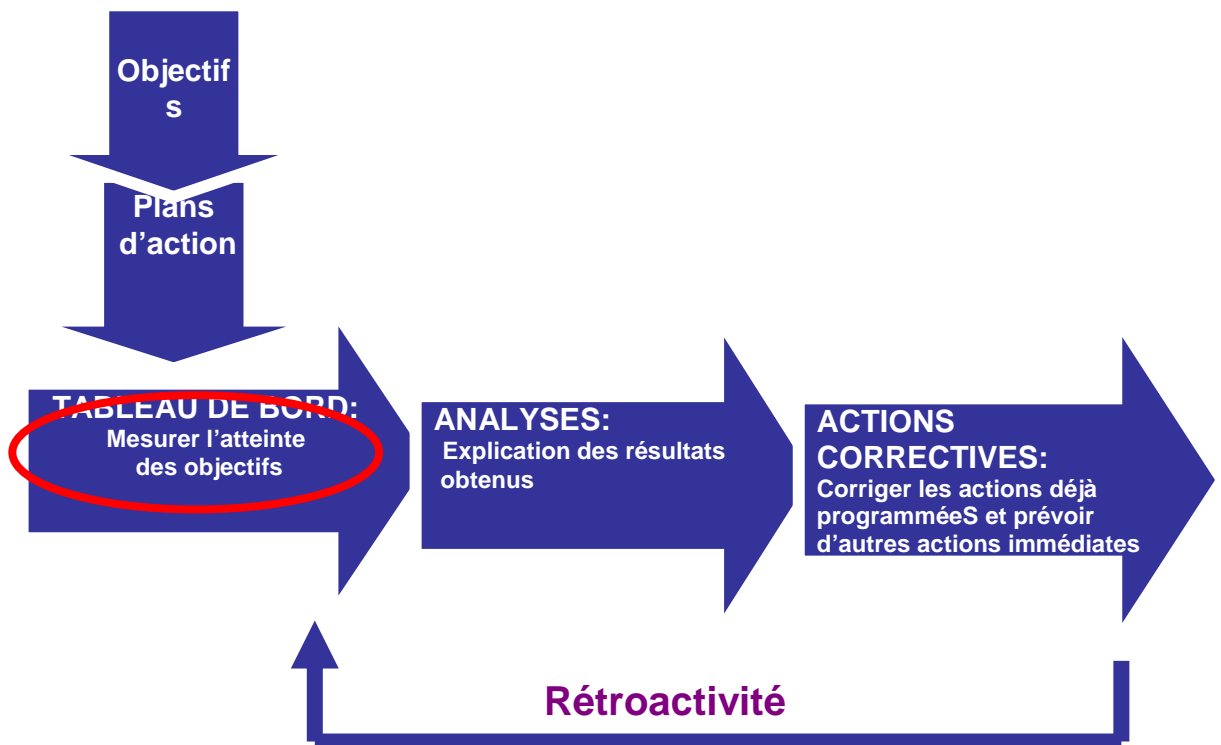 Objectif
s
Plans
d’action
TABLEAU DE BORD:
Mesurer l’atteinte
des objectifs
ANALYSES:
Explication des résultats
obtenus
ACTIONS
CORRECTIVES:
Corriger les actions déjà
programméeS et prévoir
d’autres actions immédiates
Rétroactivité